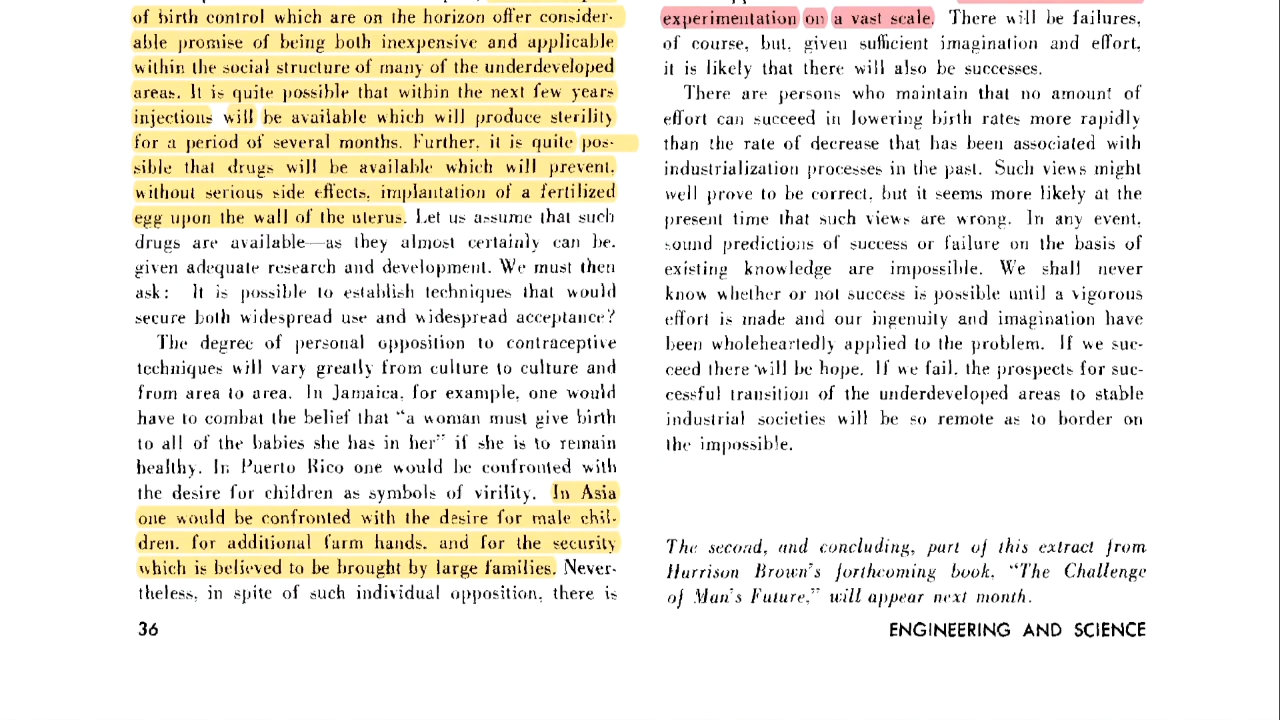 of birth control which are on the horizon offer consider-
able promise of being both inexpensive and applicable
within the social structure of many of the underdeveloped
areas. It is quite possible that within the next few years
injections will be available which will produce sterility
for a period of several months. Further, it is quite pos-
sible that drugs will be available which will prevent,
without serious side effects, implantation of a fertilized
egg upon the wall of the uterus. Let us assume that such
drugs are available—as they almost certainly can be,
given adequate research and development. We must then
ask: It is possible to establish techniques that would
secure both widespread use and widespread acceptance?
The degree of personal opposition to contraceptive
techniques will vary greatly from culture to culture and
from area to area. In Jamaica, for example, one would
have to combat the belief that “a woman must give birth
to all of the babies she has in her” if she is to remain
healthy. In Puerto Rico one would be confronted with
the desire for children as symbols of virility. In Asia
one would be confronted with the desire for male chil-
dren, for additional farm hands, and for the security
which is believed to be brought by large families. Never-
theless, in spite of such individual opposition, there is
36
experimentation on a vast scale. There will be failures,
of course, but, given sufficient imagination and effort,
it is likely that there will also be successes.
There are persons who maintain that no amount of
effort can succeed in lowering birth rates more rapidly
than the rate of decrease that has been associated with
industrialization processes in the past. Such views might
well prove to be correct, but it seems more likely at the
present time that such views are wrong. In any event,
sound predictions of success or failure on the basis of
existing knowledge are impossible. We shall never
know whether or not success is possible until a vigorous
effort is made and our ingenuity and imagination have
been wholeheartedly applied to the problem. If we suc-
ceed there will be hope. If we fail, the prospects for suc-
cessful transition of the underdeveloped areas to stable
industrial societies will be so remote as to border on
the impossible.
The second, and concluding, part of this extract from
Harrison Brown's forthcoming book, “The Challenge
of Man's Future,” will appear next month.
ENGINEERING AND SCIENCE